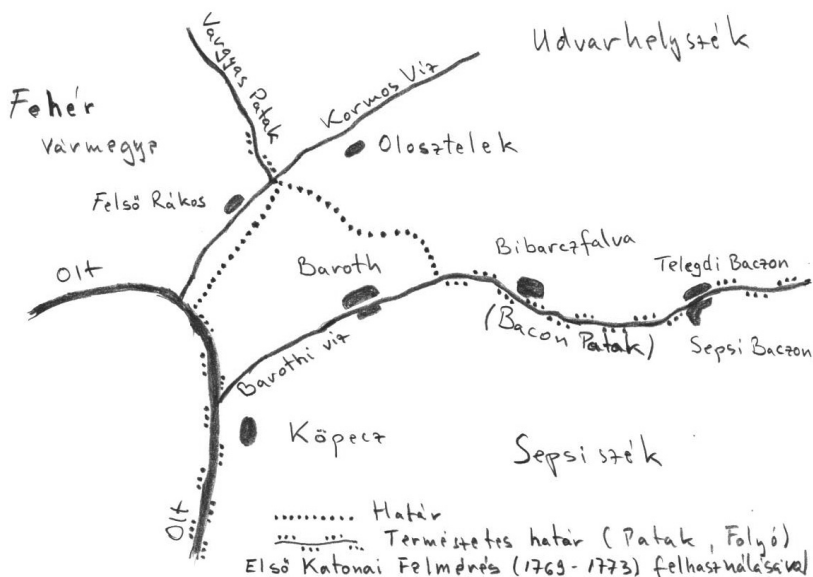 Vargyas Patak
Udvarhelyszék
Kormos Víz
Fehér
vármegye
Olosztelek
Felső Rákos
Olt
Baroth
Bibarczfalva
Telegdi Baczon
(Bacon Patak)
Sepsi Baczon
Barothi víz
Köpecz
Sepsi szék
Olt
Határ
Természetes határ (Patak, Folyó)
Első Katonai Felmérés (1769-1773) felhasználásával